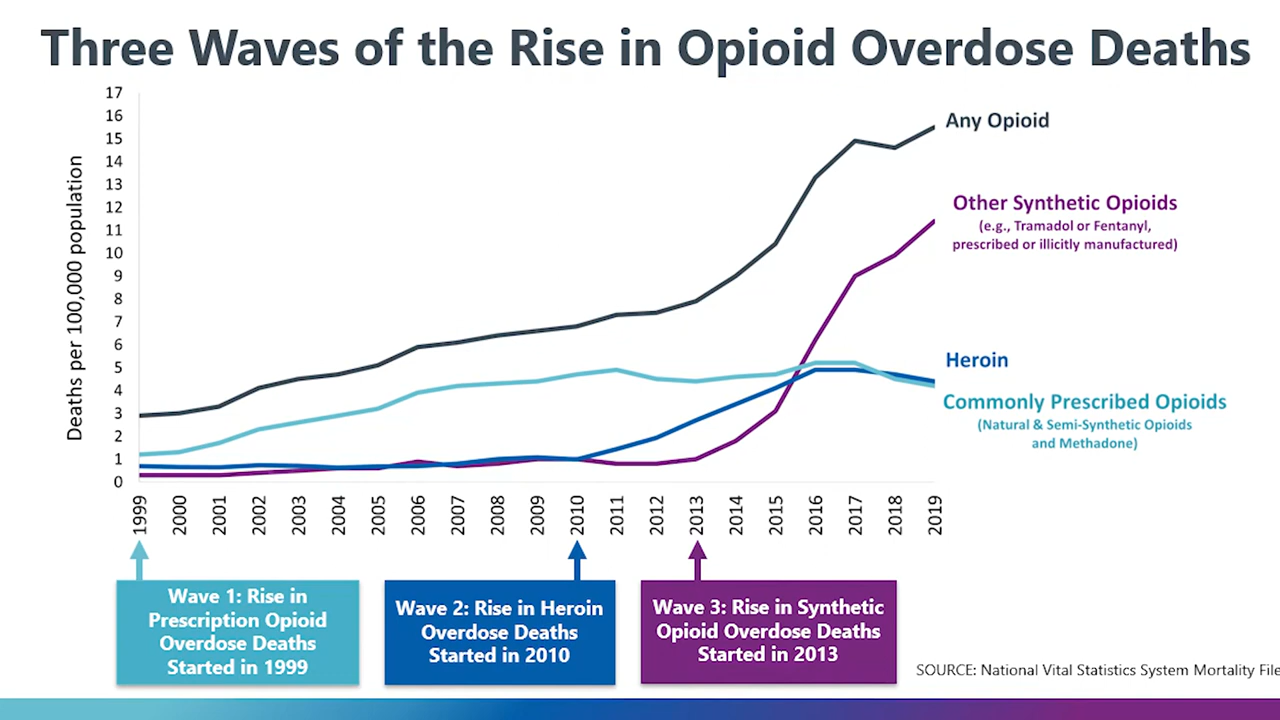 Three Waves of the Rise in Opioid Overdose Deaths
Deaths per 100,000 population
17
16
15
14
13
12
11
10
9
8
7
6
5
4
3
2
1
0
1999
2000
2001
2002
2003
2004
2005
2006
2007
2008
2009
2010
2011
2012
2013
2014
2015
2016
2017
2018
2019
Any Opioid
Other Synthetic Opioids
(e.g., Tramadol or Fentanyl,
prescribed or illicitly manufactured)
Heroin
Commonly Prescribed Opioids
(Natural & Semi-Synthetic Opioids
and Methadone)
Wave 1: Rise in
Prescription Opioid
Overdose Deaths
Started in 1999
Wave 2: Rise in Heroin
Overdose Deaths
Started in 2010
Wave 3: Rise in Synthetic
Opioid Overdose Deaths
Started in 2013
SOURCE: National Vital Statistics System Mortality File